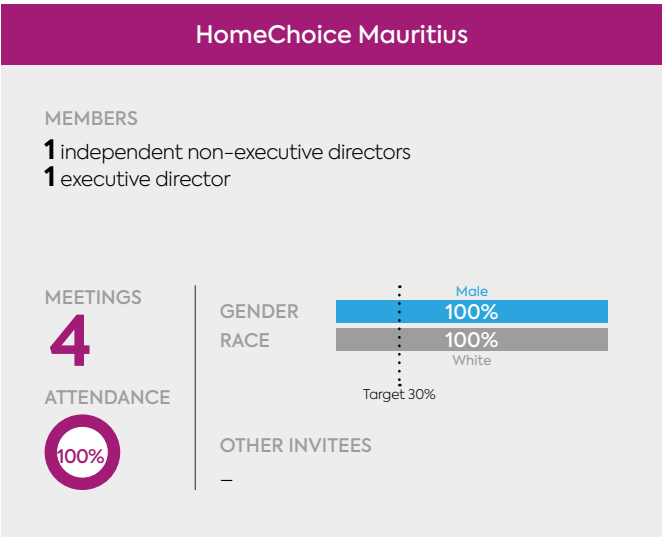 HomeChoice Mauritius
MEMBERS
1 independent non-executive directors
1 executive director
MEETINGS
4
ATTENDANCE
100%
GENDER
Male
100%
RACE
100%
White
Target 30%
OTHER INVITEES
–